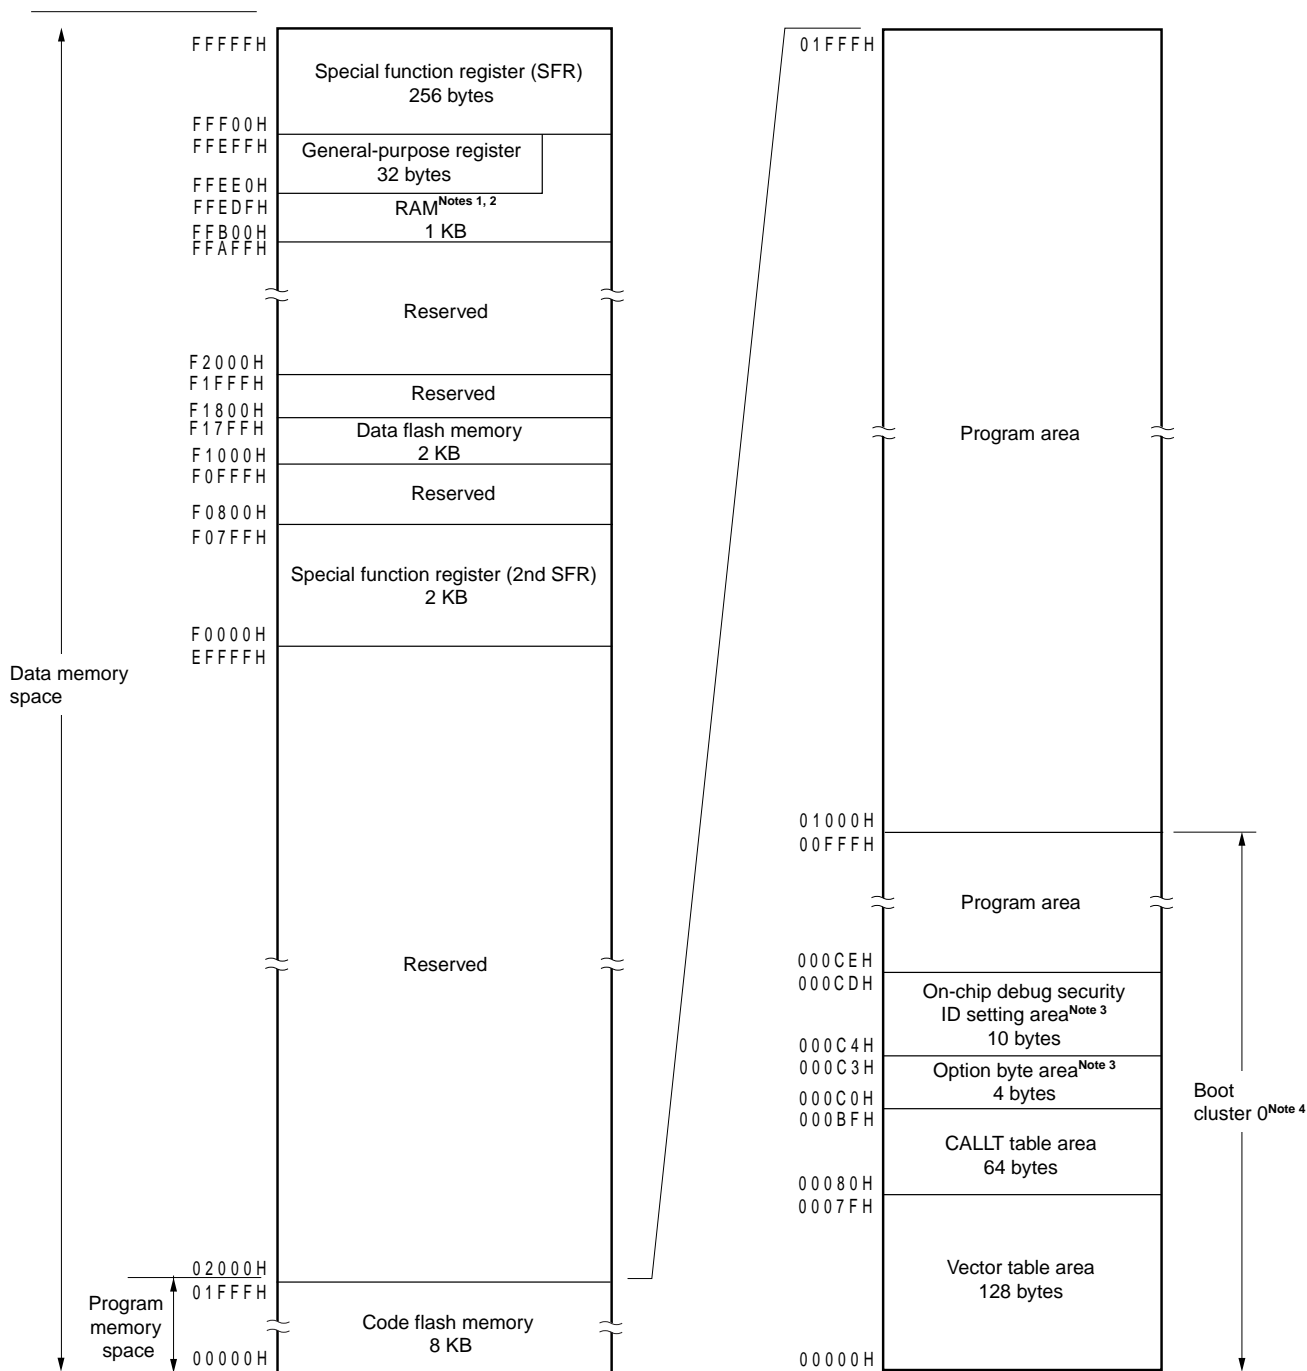 FFFFFH
Special function register (SFR)
256 bytes
FFF00H
FFEFFH
General-purpose register
32 bytes
FFEE0H
FFEDFH
RAMNotes 1, 2
1 KB
FFB00H
FFAFFH
Reserved
F2000H
F1FFFH
Reserved
F1800H
F17FFH
Data flash memory
2 KB
F1000H
F0FFFH
Reserved
F0800H
F07FFH
Special function register (2nd SFR)
2 KB
F0000H
EFFFFH
Data memory
space
Reserved
02000H
01FFFH
Program
memory
space
Code flash memory
8 KB
00000H
01FFFH
Program area
01000H
00FFFH
Program area
000CEH
000CDH
On-chip debug security
ID setting areaNote 3
10 bytes
000C4H
000C3H
Option byte areaNote 3
4 bytes
000C0H
000BFH
Boot
cluster 0Note 4
CALLT table area
64 bytes
00080H
0007FH
Vector table area
128 bytes
00000H